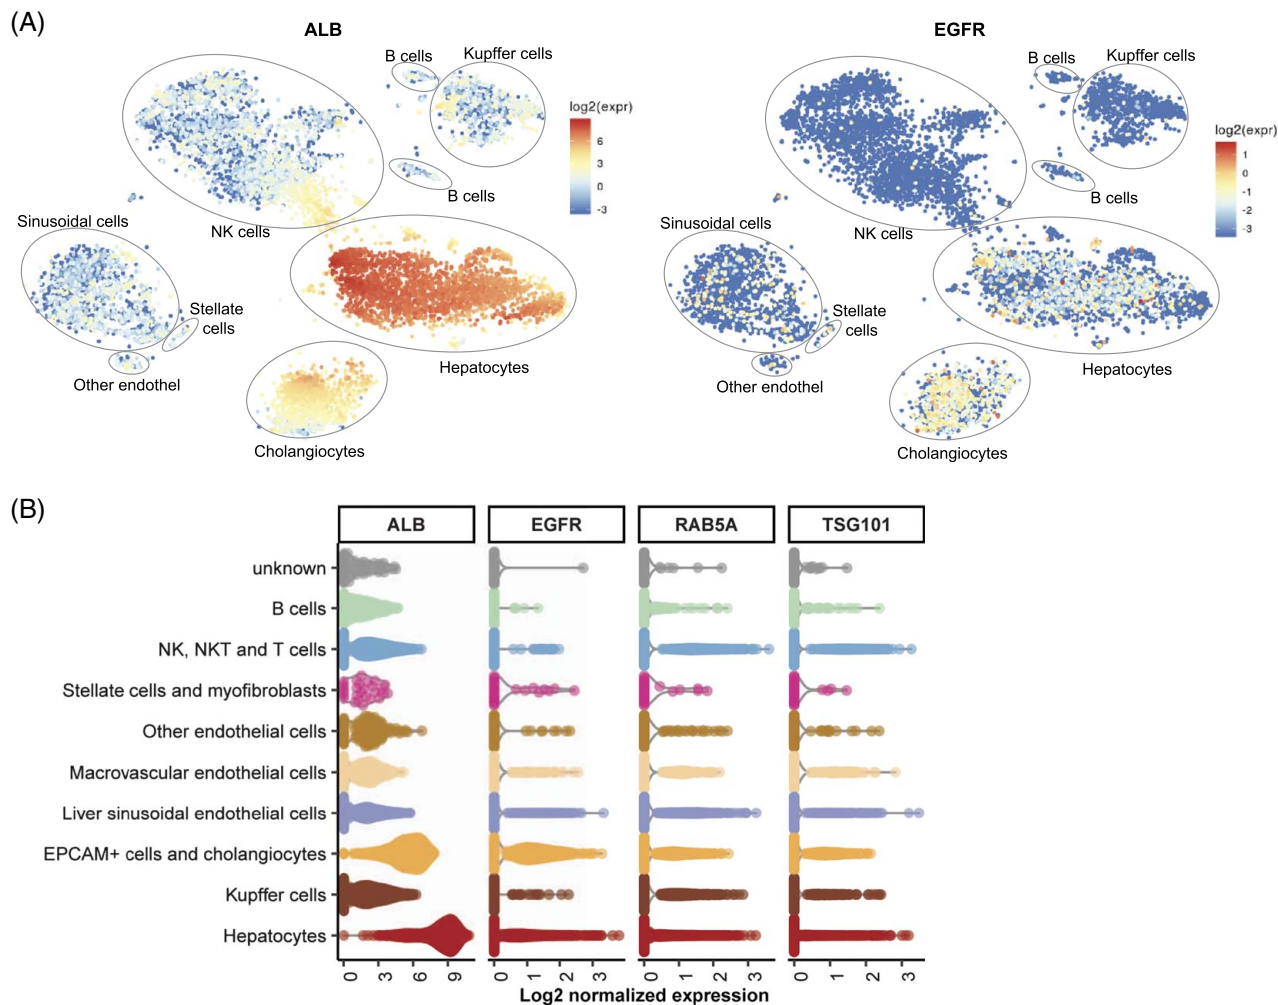 (A)
ALB
EGFR
B cells
Kupffer cells
B cells
Kupffer cells
log2(expr)
6
3
0
-3
log2(expr)
1
0
-1
-2
-3
B cells
B cells
Sinusoidal cells
NK cells
Sinusoidal cells
NK cells
Stellate
cells
Stellate
cells
Other endothel
Hepatocytes
Other endothel
Hepatocytes
Cholangiocytes
Cholangiocytes
(B)
ALB
EGFR
RAB5A
TSG101
unknown
B cells
NK, NKT and T cells
Stellate cells and myofibroblasts
Other endothelial cells
Macrovascular endothelial cells
Liver sinusoidal endothelial cells
EPCAM+ cells and cholangiocytes
Kupffer cells
Hepatocytes
0 3 6 9
0 1 2 3
0 1 2 3
0 1 2 3
Log2 normalized expression